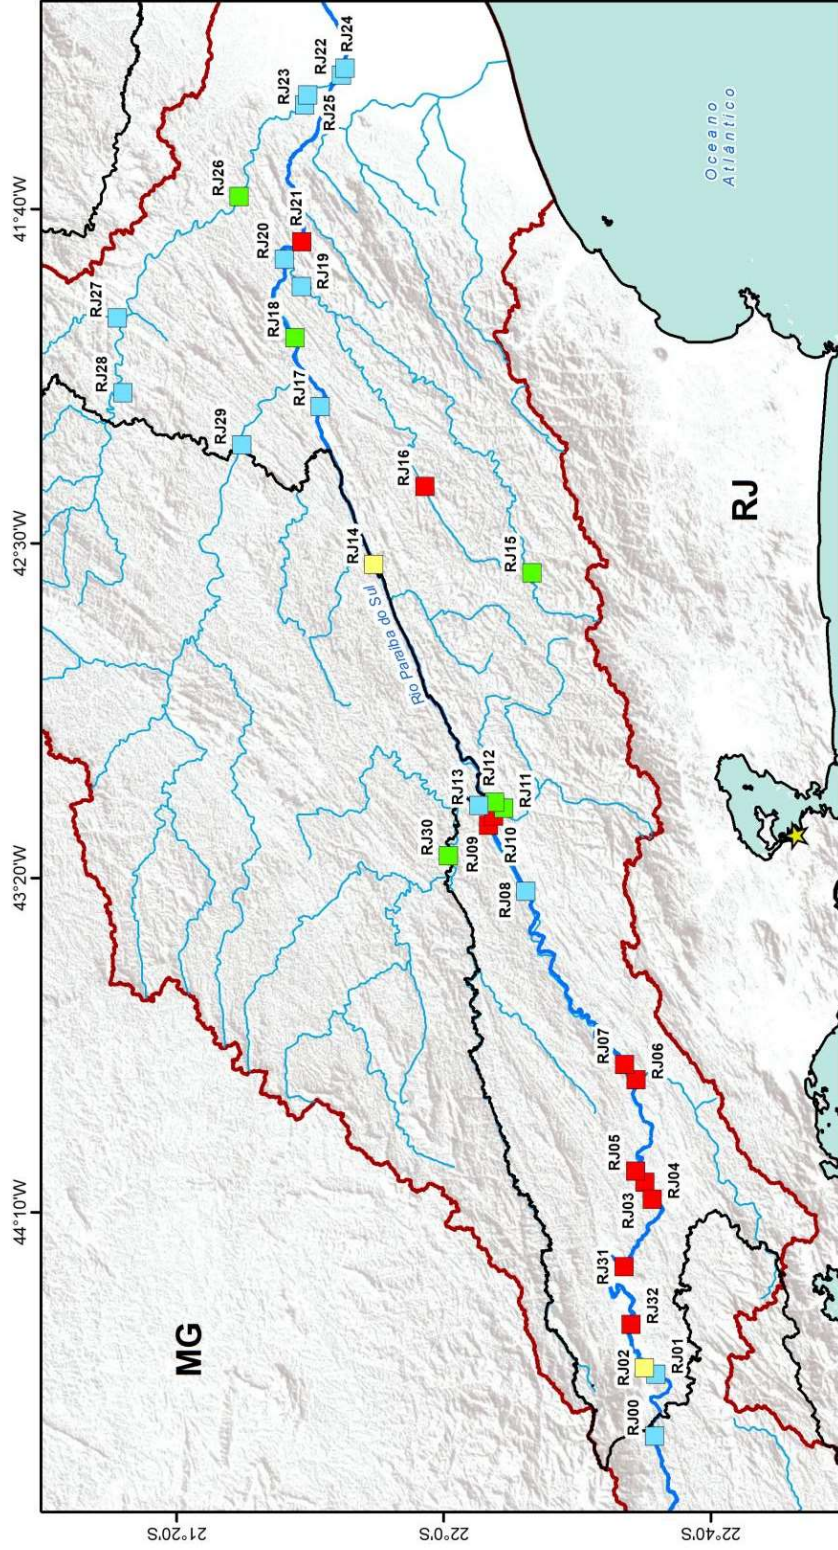 44°10'W
43°20'W
42°30'W
41°40'W
21°20'S
22°0'S
22°40'S
MG
RJ
Oceano
Atlântico
Rio Paraíba do Sul
RJ00
RJ01
RJ02
RJ32
RJ31
RJ03
RJ04
RJ05
RJ06
RJ07
RJ08
RJ09
RJ10
RJ11
RJ12
RJ13
RJ30
RJ14
RJ15
RJ16
RJ17
RJ18
RJ19
RJ20
RJ21
RJ22
RJ23
RJ24
RJ25
RJ26
RJ27
RJ28
RJ29